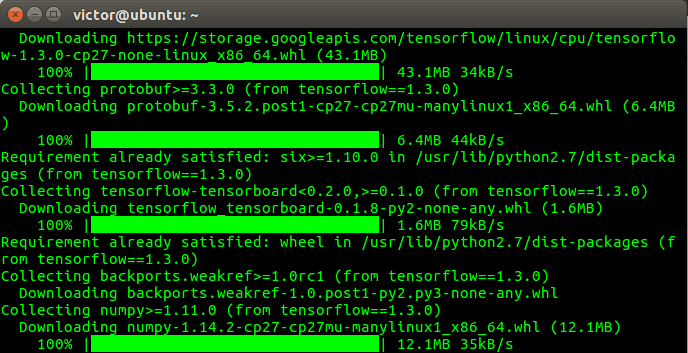 victor@ubuntu: ~
Downloading https://storage.googleapis.com/tensorflow/linux/cpu/tensorflo
w-1.3.0-cp27-none-linux_x86_64.whl (43.1MB)
100% |████████████████████████████████| 43.1MB 34kB/s
Collecting protobuf>=3.3.0 (from tensorflow==1.3.0)
Downloading protobuf-3.5.2.post1-cp27-cp27mu-manylinux1_x86_64.whl (6.4MB
)
100% |████████████████████████████████| 6.4MB 44kB/s
Requirement already satisfied: six>=1.10.0 in /usr/lib/python2.7/dist-packa
ges (from tensorflow==1.3.0)
Collecting tensorflow-tensorboard<0.2.0,>=0.1.0 (from tensorflow==1.3.0)
Downloading tensorflow_tensorboard-0.1.8-py2-none-any.whl (1.6MB)
100% |████████████████████████████████| 1.6MB 79kB/s
Requirement already satisfied: wheel in /usr/lib/python2.7/dist-packages (f
rom tensorflow==1.3.0)
Collecting backports.weakref>=1.0rc1 (from tensorflow==1.3.0)
Downloading backports.weakref-1.0.post1-py2.py3-none-any.whl
Collecting numpy>=1.11.0 (from tensorflow==1.3.0)
Downloading numpy-1.14.2-cp27-cp27mu-manylinux1_x86_64.whl (12.1MB)
100% |████████████████████████████████| 12.1MB 35kB/s